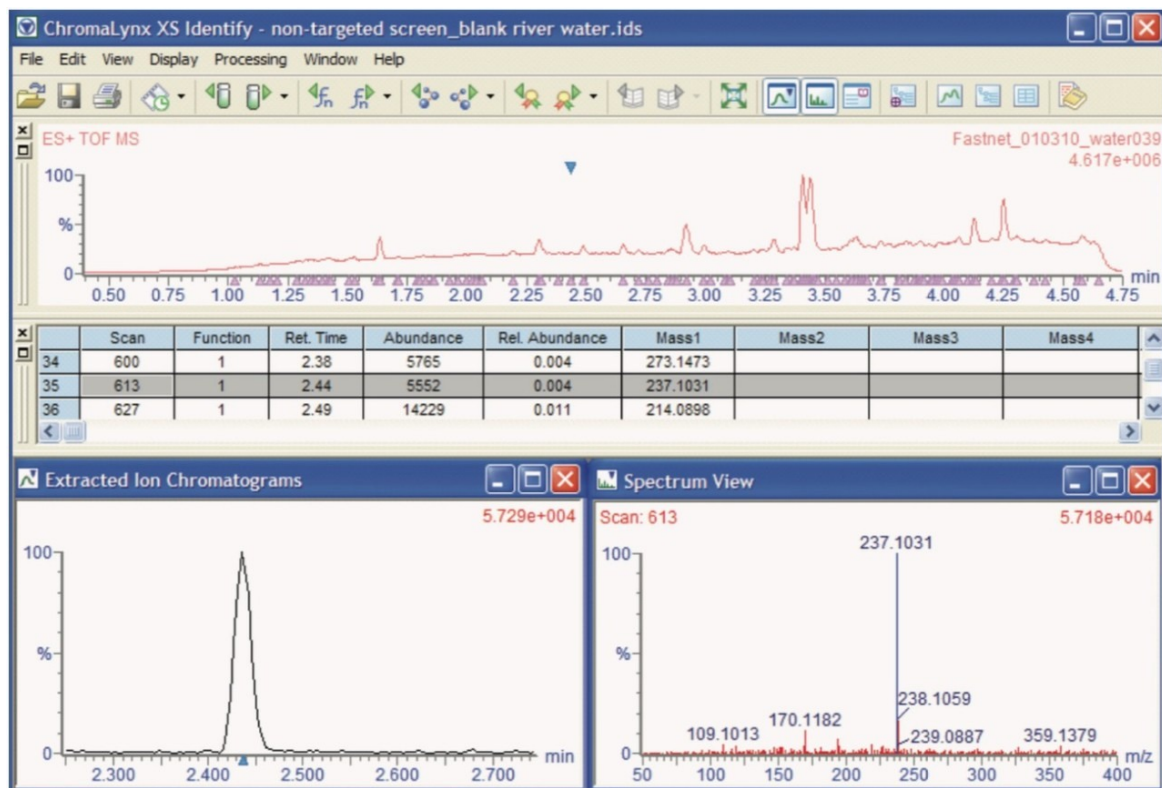 ChromaLynx XS Identify - non-targeted screen_blank river water.ids
File Edit View Display Processing Window Help
ES+ TOF MS
Fastnet_010310_water039
4.617e+006
100
%
0
min
0.50 0.75 1.00 1.25 1.50 1.75 2.00 2.25 2.50 2.75 3.00 3.25 3.50 3.75 4.00 4.25 4.50 4.75
Scan Function Ret. Time Abundance Rel. Abundance Mass1 Mass2 Mass3 Mass4
34 600 1 2.38 5765 0.004 273.1473
35 613 1 2.44 5552 0.004 237.1031
36 627 1 2.49 14229 0.011 214.0898
Extracted Ion Chromatograms
5.729e+004
100
%
0
min
2.300 2.400 2.500 2.600 2.700
Spectrum View
Scan: 613
5.718e+004
237.1031
100
%
238.1059
109.1013 170.1182 239.0887 359.1379
0
m/z
50 100 150 200 250 300 350 400